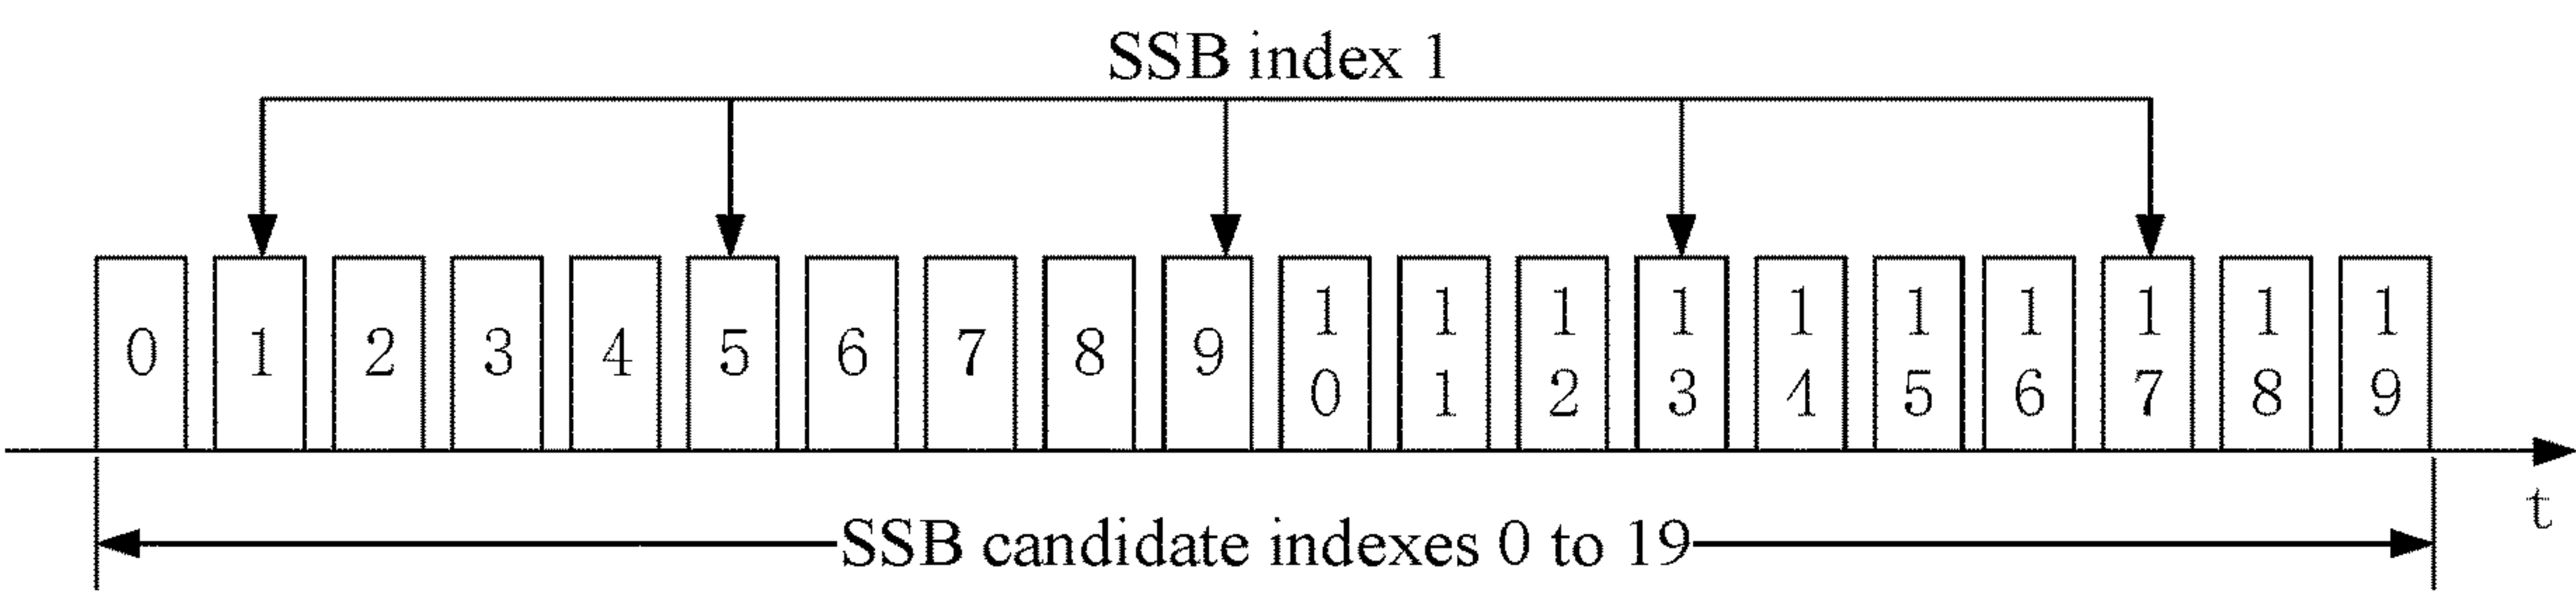 SSB index 1
0 1 2 3 4 5 6 7 8 9 10 11 12 13 14 15 16 17 18 19
t
SSB candidate indexes 0 to 19